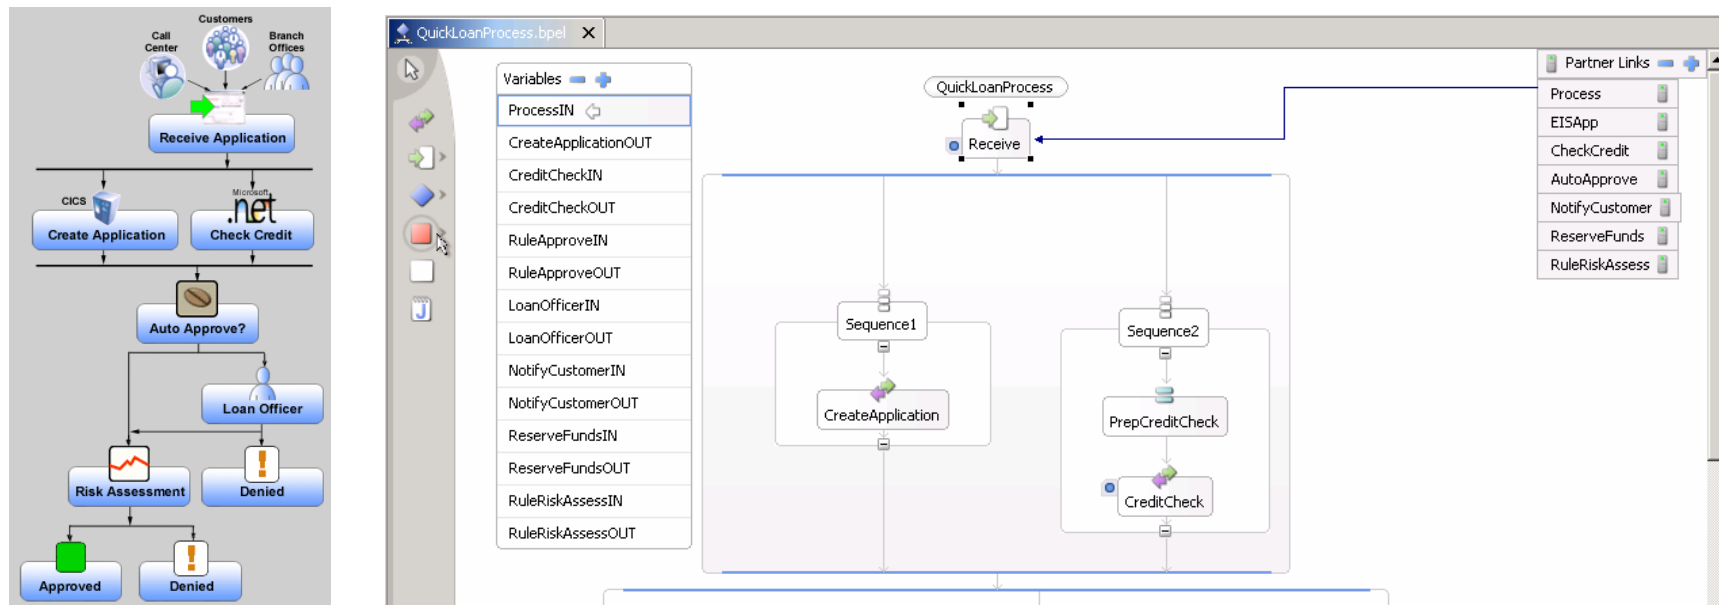 Customers
Call
Center
Branch
Offices
Receive Application
CICS
Microsoft
.net
Create Application
Check Credit
Auto Approve?
Loan Officer
Risk Assessment
Denied
Approved
Denied
QuickLoanProcess.bpel
Variables
ProcessIN
CreateApplicationOUT
CreditCheckIN
CreditCheckOUT
RuleApproveIN
RuleApproveOUT
LoanOfficerIN
LoanOfficerOUT
NotifyCustomerIN
NotifyCustomerOUT
ReserveFundsIN
ReserveFundsOUT
RuleRiskAssessIN
RuleRiskAssessOUT
QuickLoanProcess
Receive
Sequence1
CreateApplication
Sequence2
PrepCreditCheck
CreditCheck
Partner Links
Process
EISApp
CheckCredit
AutoApprove
NotifyCustomer
ReserveFunds
RuleRiskAssess